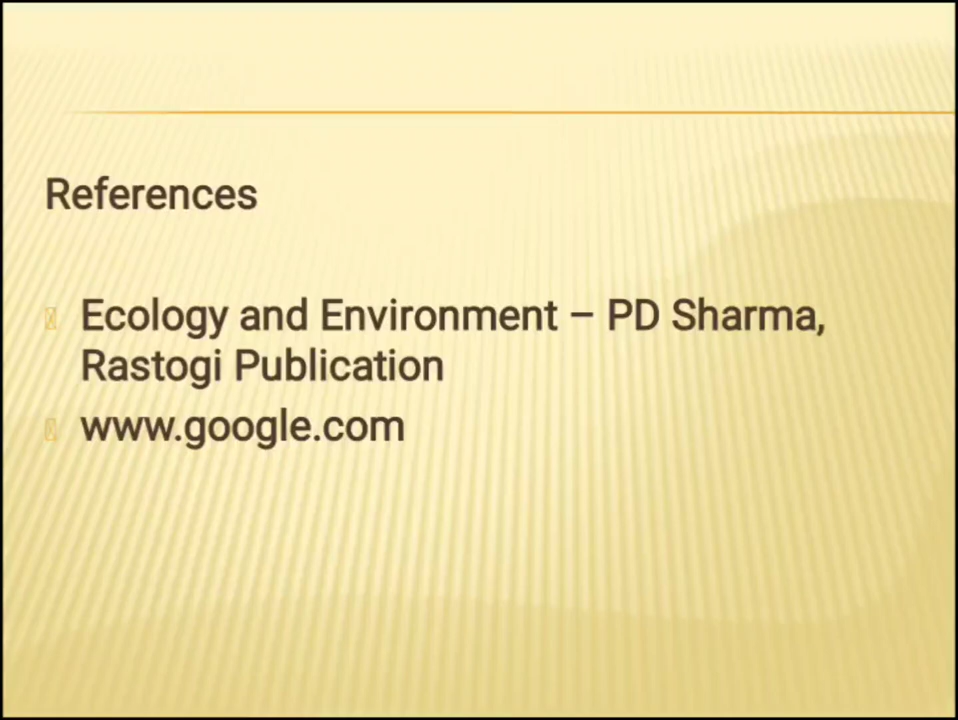 References
Ecology and Environment – PD Sharma,
Rastogi Publication
www.google.com